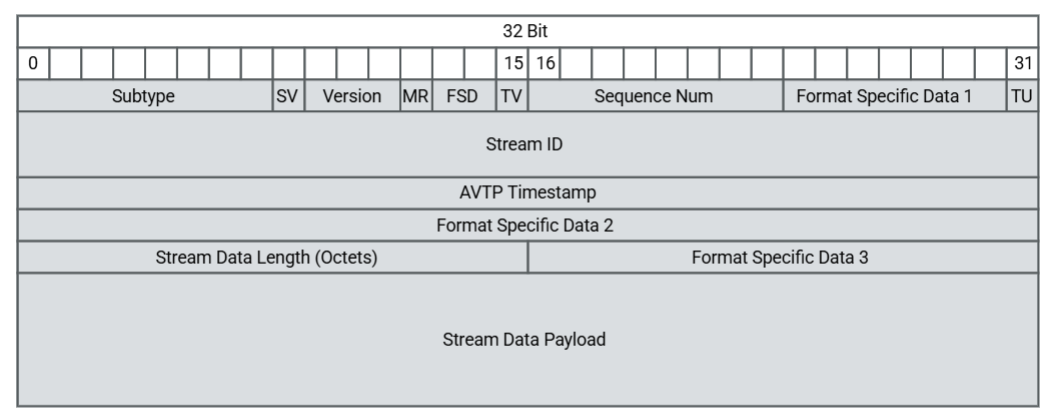 32 Bit
0 15 16 31
Subtype SV Version MR FSD TV Sequence Num Format Specific Data 1 TU
Stream ID
AVTP Timestamp
Format Specific Data 2
Stream Data Length (Octets) Format Specific Data 3
Stream Data Payload